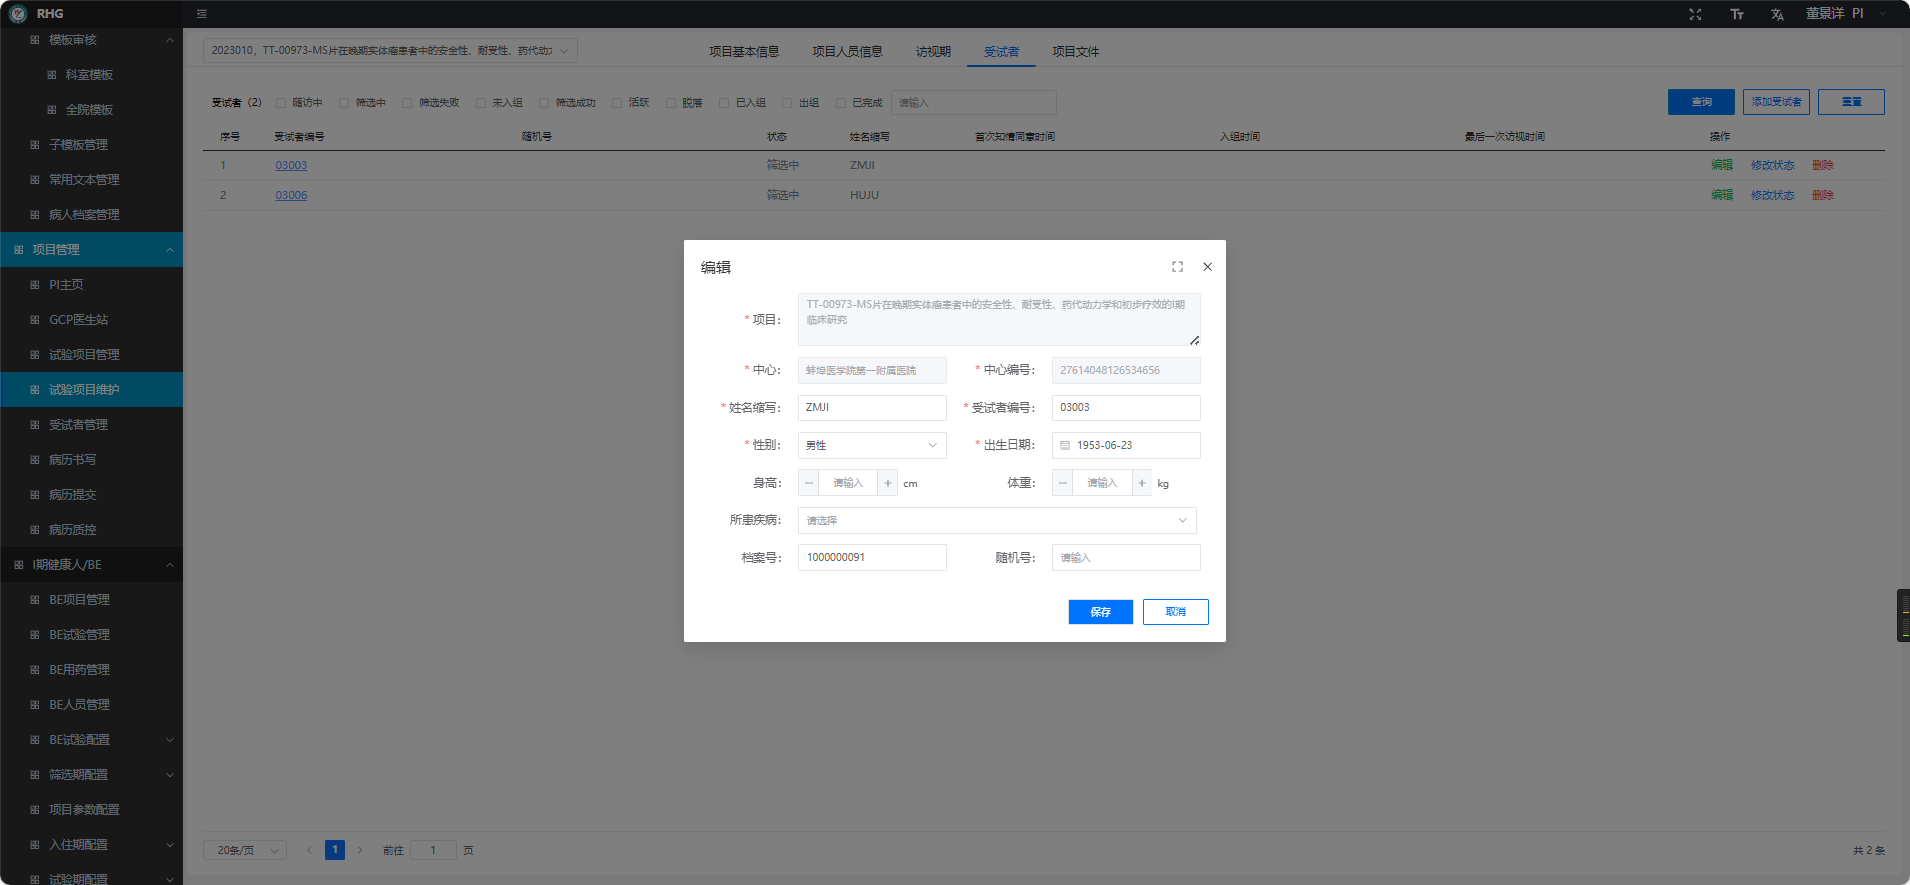 RHG
董景详 PI
模板审核
科室模板
全院模板
子模板管理
常用文本管理
病人档案管理
项目管理
PI主页
GCP医生站
试验项目管理
试验项目维护
受试者管理
病历书写
病历提交
病历质控
I期健康人/BE
BE项目管理
BE试验管理
BE用药管理
BE人员管理
BE试验配置
筛选期配置
项目参数配置
入住期配置
试验期配置
2023010，TT-00973-MS片在晚期实体瘤患者中的安全性、耐受性、药代动力
项目基本信息 项目人员信息 访视期 受试者 项目文件
受试者（2） 随访中 筛选中 筛选失败 未入组 筛选成功 活跃 脱落 已入组 出组 已完成 请输入 查询 添加受试者 重置
序号 受试者编号 随机号 状态 姓名缩写 首次知情同意时间 入组时间 最后一次访视时间 操作
1 03003 筛选中 ZMJI 编辑 修改状态 删除
2 03006 筛选中 HUJU 编辑 修改状态 删除
编辑
*项目: TT-00973-MS片在晚期实体瘤患者中的安全性、耐受性、药代动力学和初步疗效的I期
临床研究
*中心: 蚌埠医学院第一附属医院 *中心编号: 27614048126534656
*姓名缩写: ZMJI *受试者编号: 03003
*性别: 男性 *出生日期: 1953-06-23
身高: − 请输入 + cm 体重: − 请输入 + kg
所患疾病: 请选择
档案号: 1000000091 随机号: 请输入
保存 取消
20条/页 1 前往 1 页 共 2 条